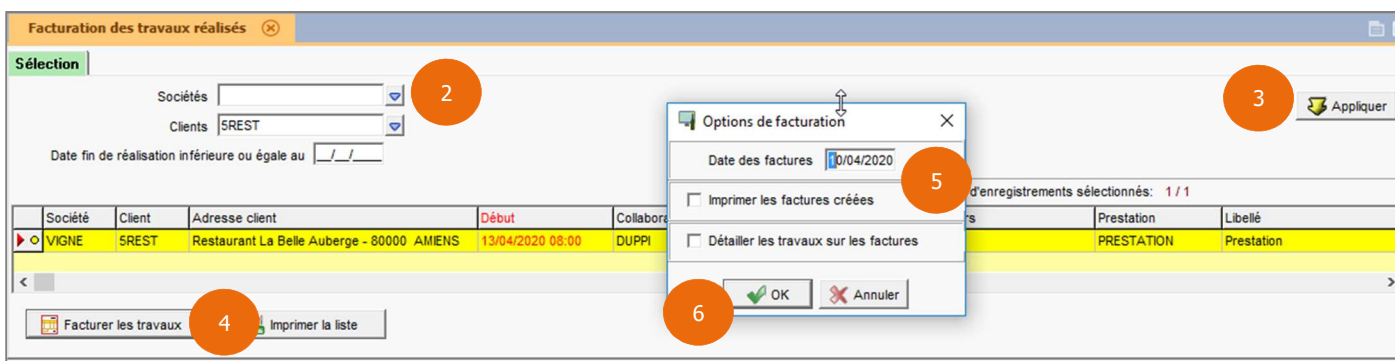 Facturation des travaux réalisés
Sélection
Sociétés
2
Clients 5REST
Date fin de réalisation inférieure ou égale au __/__/____
3
Appliquer
Options de facturation
Date des factures 10/04/2020
5
Imprimer les factures créées
Détailler les travaux sur les factures
OK Annuler
6
d'enregistrements sélectionnés: 1 / 1
Société Client Adresse client Début Prestation Libellé
VIGNE 5REST Restaurant La Belle Auberge - 80000 AMIENS 13/04/2020 08:00 DUPPI PRESTATION Prestation
Facturer les travaux
4
Imprimer la liste